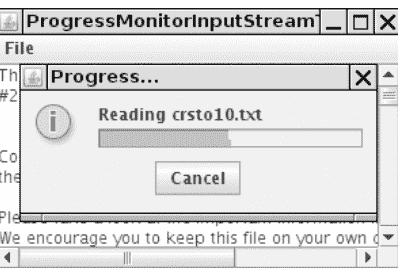 ProgressMonitorInputStream
File
Th
#2
Progress...
Reading crsto10.txt
Co
the
Cancel
We encourage you to keep this file on your own